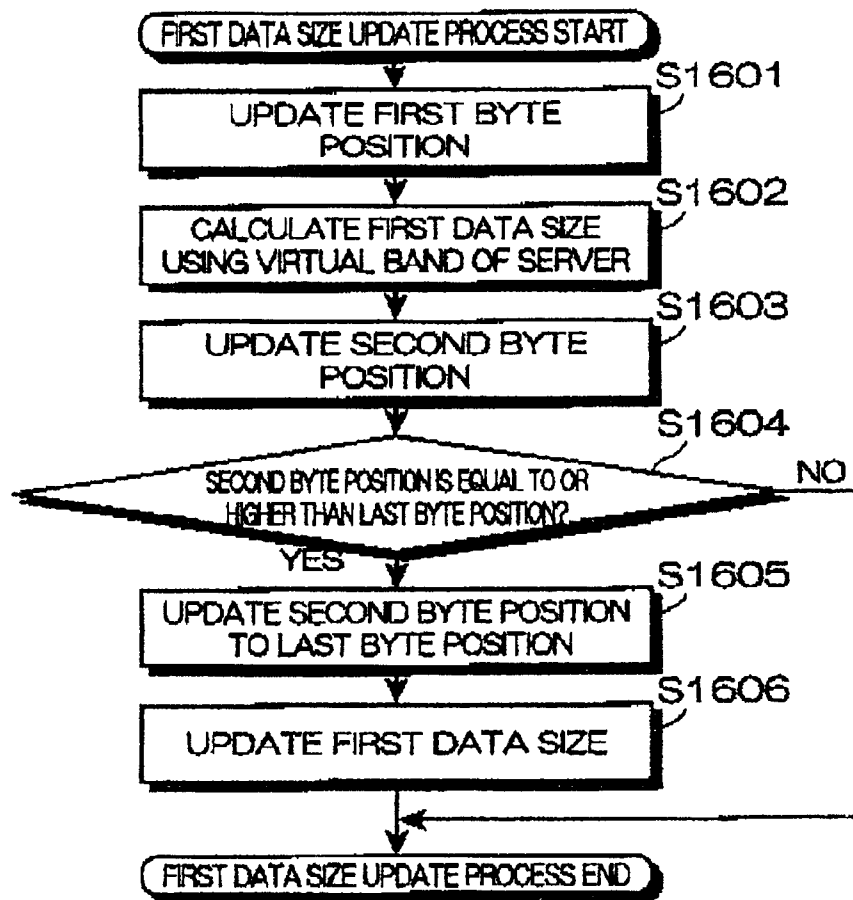 FIRST DATA SIZE UPDATE PROCESS START
S1601
UPDATE FIRST BYTE
POSITION
S1602
CALCULATE FIRST DATA SIZE
USING VIRTUAL BAND OF SERVER
S1603
UPDATE SECOND BYTE
POSITION
S1604
SECOND BYTE POSITION IS EQUAL TO OR
HIGHER THAN LAST BYTE POSITION?
NO
YES
S1605
UPDATE SECOND BYTE POSITION
TO LAST BYTE POSITION
S1606
UPDATE FIRST DATA SIZE
FIRST DATA SIZE UPDATE PROCESS END